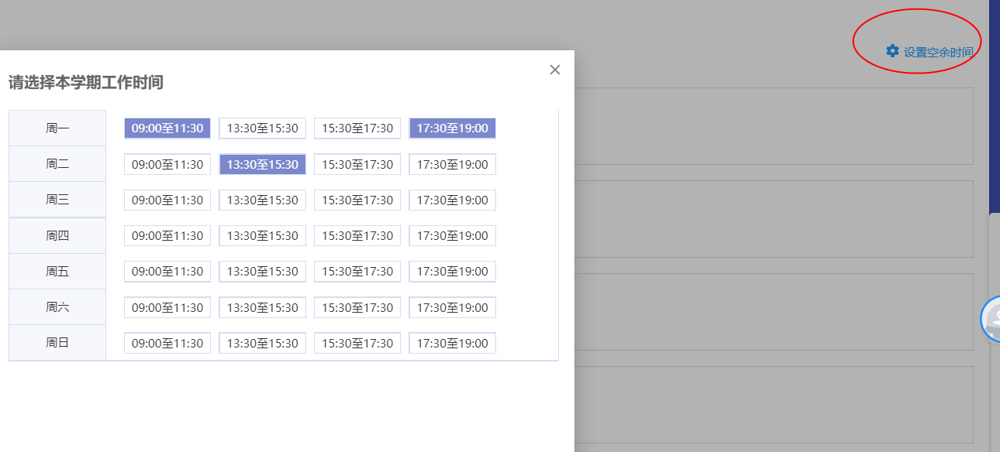 设置空余时间
请选择本学期工作时间
周一 09:00至11:30 13:30至15:30 15:30至17:30 17:30至19:00
周二 09:00至11:30 13:30至15:30 15:30至17:30 17:30至19:00
周三 09:00至11:30 13:30至15:30 15:30至17:30 17:30至19:00
周四 09:00至11:30 13:30至15:30 15:30至17:30 17:30至19:00
周五 09:00至11:30 13:30至15:30 15:30至17:30 17:30至19:00
周六 09:00至11:30 13:30至15:30 15:30至17:30 17:30至19:00
周日 09:00至11:30 13:30至15:30 15:30至17:30 17:30至19:00